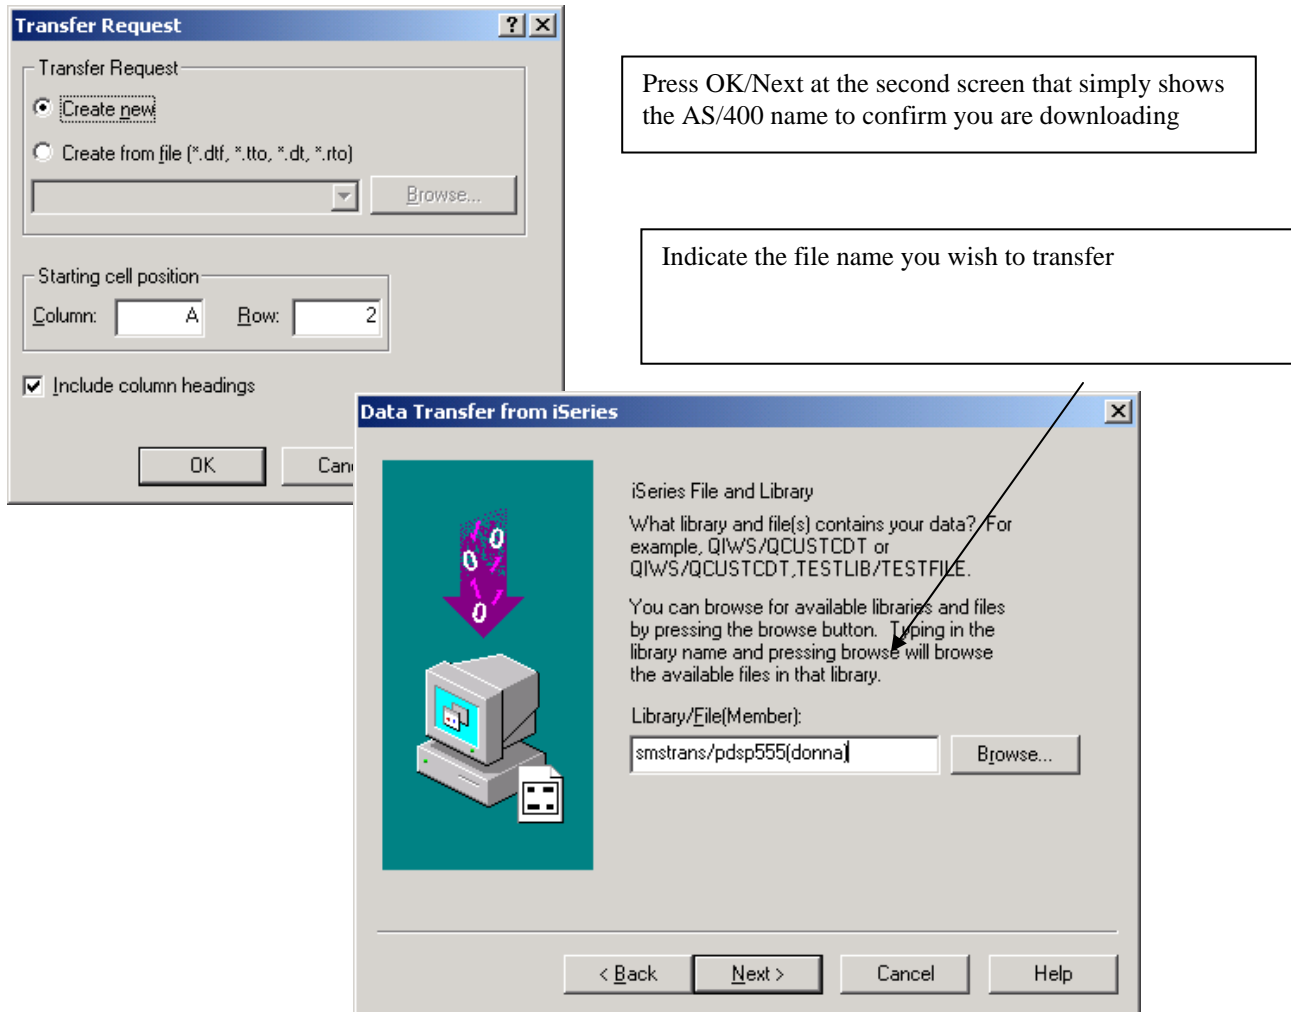 Transfer Request
Transfer Request
Create new
Create from file (*.dtf, *.tto, *.dt, *.rto)
Browse...
Starting cell position
Column: A Row: 2
Include column headings
OK
Press OK/Next at the second screen that simply shows
the AS/400 name to confirm you are downloading
Indicate the file name you wish to transfer
Data Transfer from iSeries
iSeries File and Library
What library and file(s) contains your data? For
example, QIWS/QCUSTCDT or
QIWS/QCUSTCDT,TESTLIB/TESTFILE.
You can browse for available libraries and files
by pressing the browse button. Typing in the
library name and pressing browse will browse
the available files in that library.
Library/File(Member):
smstrans/pdsp555(donna)
Browse...
< Back Next > Cancel Help